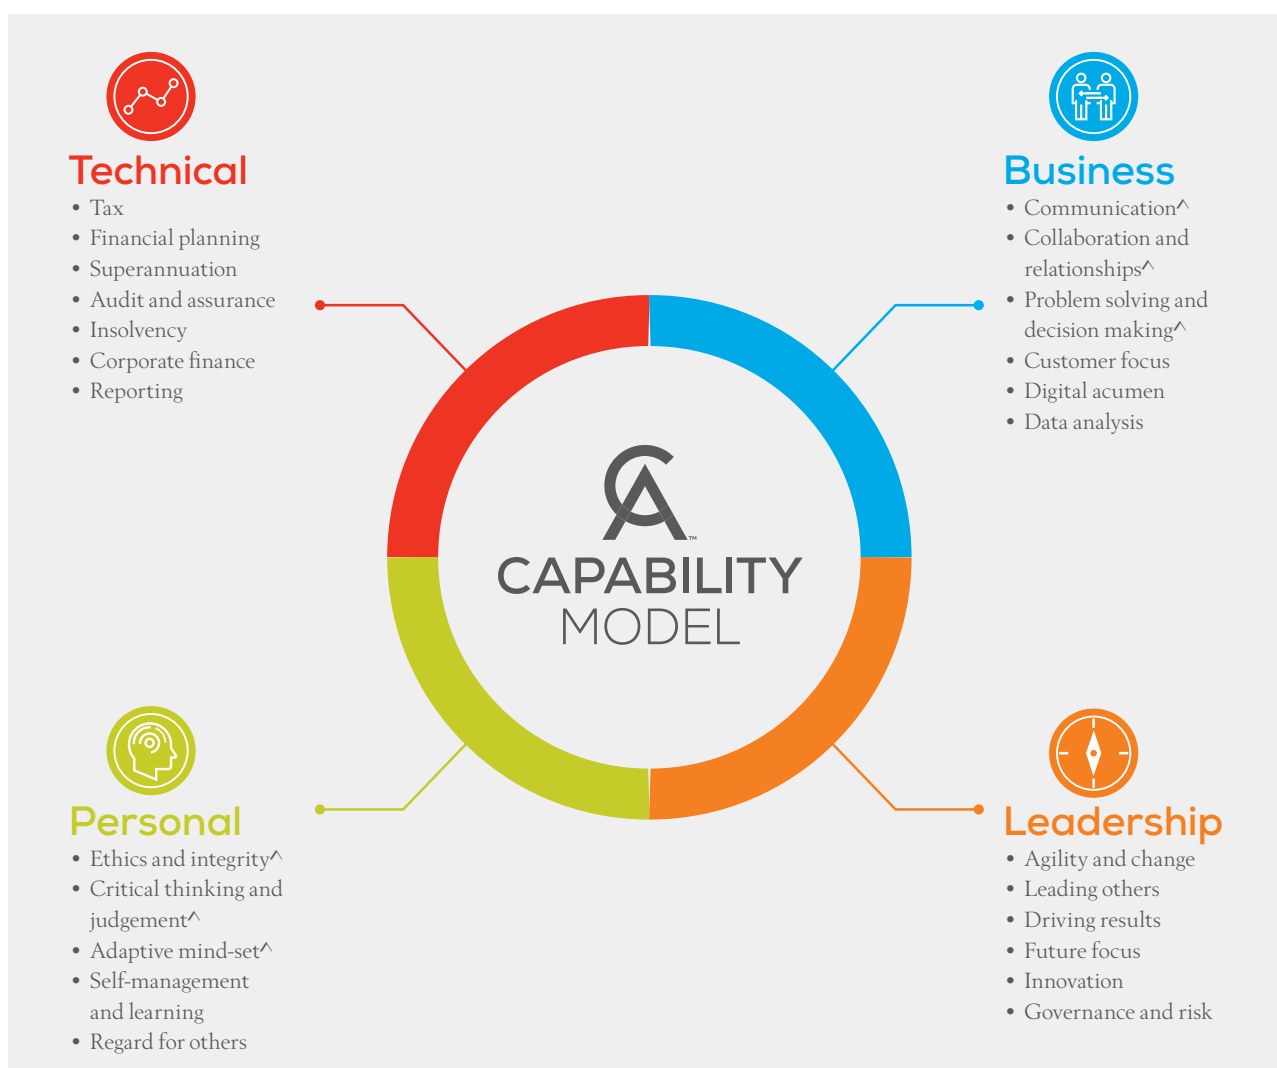 Technical
• Tax
• Financial planning
• Superannuation
• Audit and assurance
• Insolvency
• Corporate finance
• Reporting
Business
• Communication^
• Collaboration and
relationships^
• Problem solving and
decision making^
• Customer focus
• Digital acumen
• Data analysis
CA™
CAPABILITY
MODEL
Personal
• Ethics and integrity^
• Critical thinking and
judgement^
• Adaptive mind-set^
• Self-management
and learning
• Regard for others
Leadership
• Agility and change
• Leading others
• Driving results
• Future focus
• Innovation
• Governance and risk